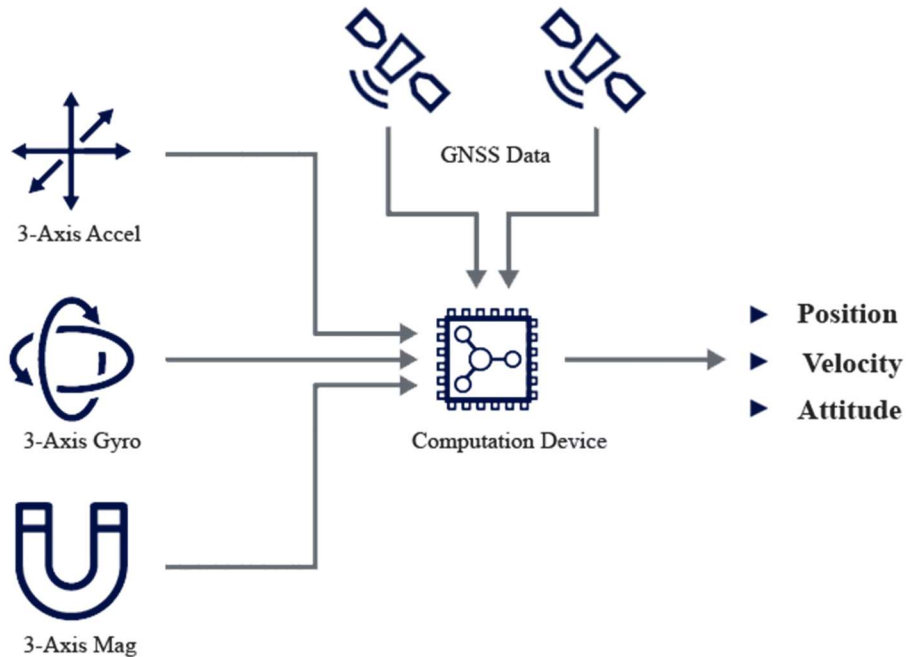 GNSS Data
3-Axis Accel
3-Axis Gyro
3-Axis Mag
Computation Device
Position
Velocity
Attitude